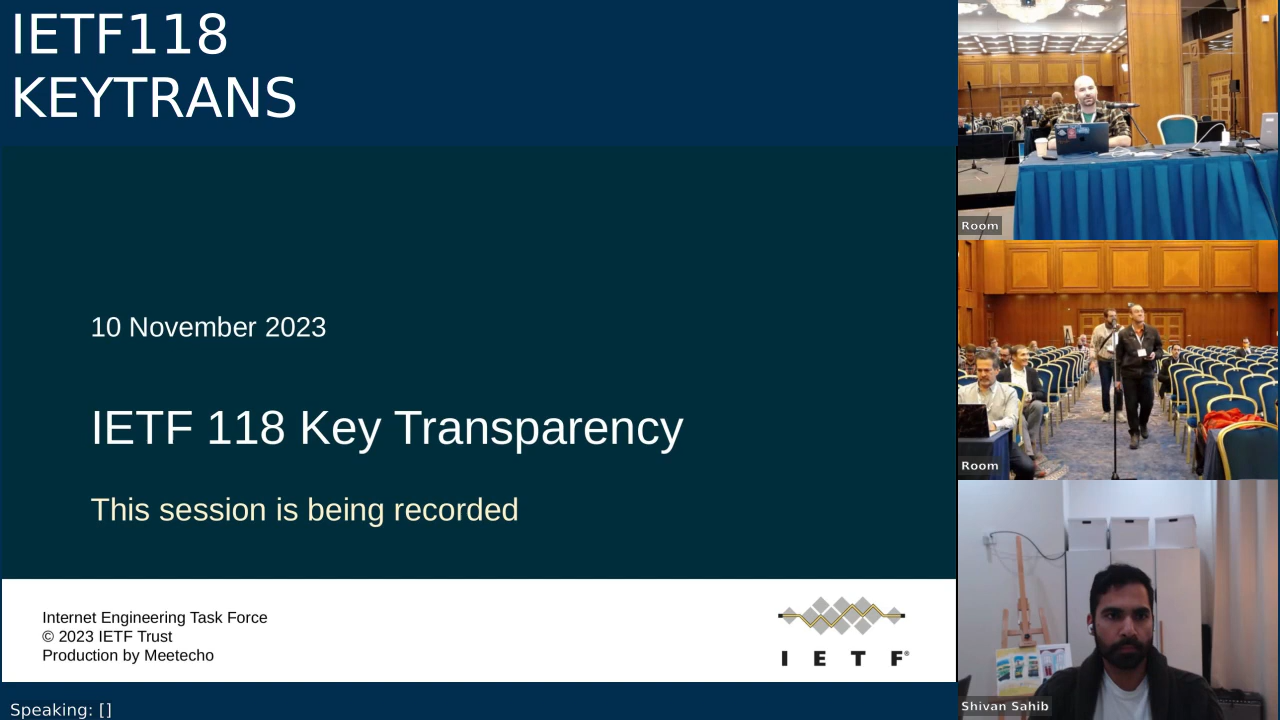 IETF118
KEYTRANS
10 November 2023
IETF 118 Key Transparency
This session is being recorded
Internet Engineering Task Force
© 2023 IETF Trust
Production by Meetecho
I E T F®
Speaking: []
Room
Room
Shivan Sahib